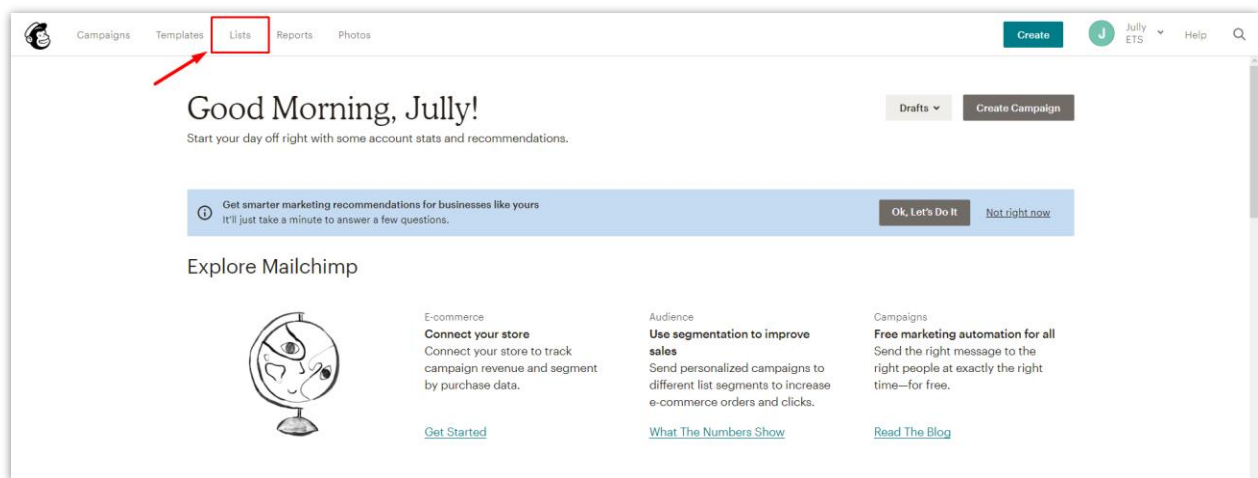 Campaigns Templates Lists Reports Photos Create J Jully Help
ETS
Good Morning, Jully!
Drafts Create Campaign
Start your day off right with some account stats and recommendations.
Get smarter marketing recommendations for businesses like yours
It'll just take a minute to answer a few questions.
Ok, Let's Do It Not right now
Explore Mailchimp
E-commerce
Connect your store
Connect your store to track
campaign revenue and segment
by purchase data.
Get Started
Audience
Use segmentation to improve
sales
Send personalized campaigns to
different list segments to increase
e-commerce orders and clicks.
What The Numbers Show
Campaigns
Free marketing automation for all
Send the right message to the
right people at exactly the right
time—for free.
Read The Blog